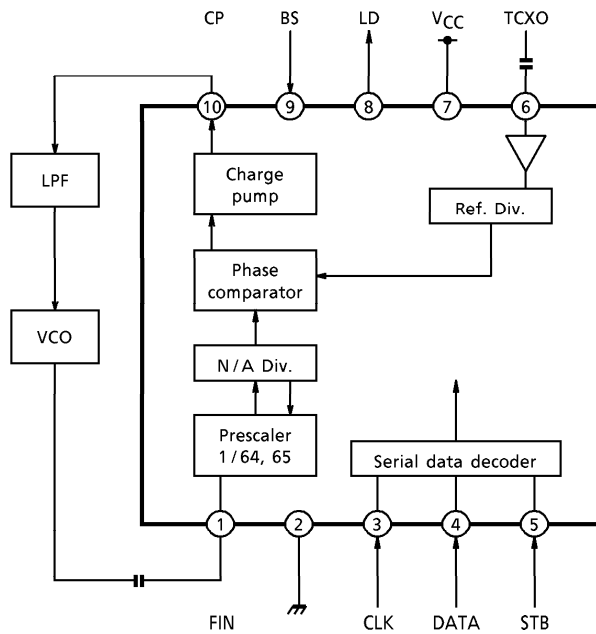 CP BS LD VCC TCXO
10 9 8 7 6
LPF
Charge
pump
Ref. Div.
Phase
comparator
VCO
N/A Div.
Prescaler
1/64, 65
Serial data decoder
1 2 3 4 5
FIN CLK DATA STB